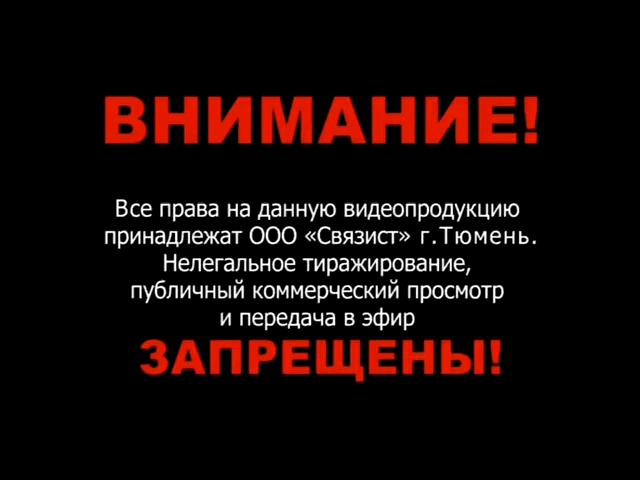 ВНИМАНИЕ!
Все права на данную видеопродукцию
принадлежат ООО «Связист» г.Тюмень.
Нелегальное тиражирование,
публичный коммерческий просмотр
и передача в эфир
ЗАПРЕЩЕНЫ!